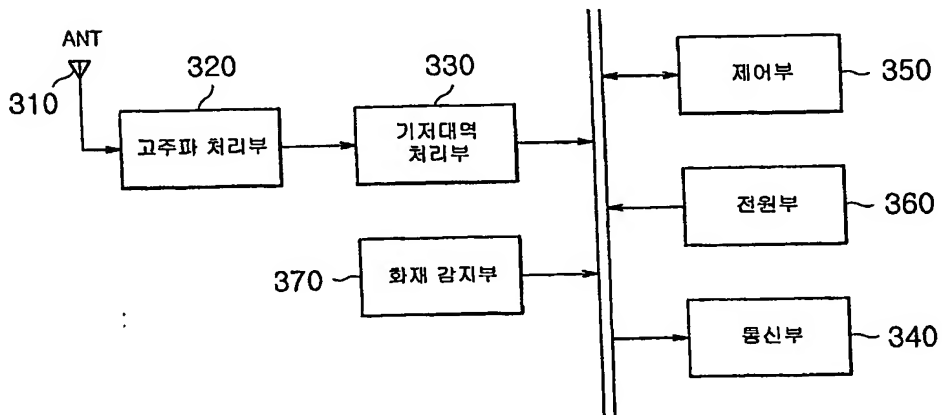 ANT
310
320
고주파 처리부
330
기저대역
처리부
제어부
350
전원부
360
370
화재 감지부
통신부
340